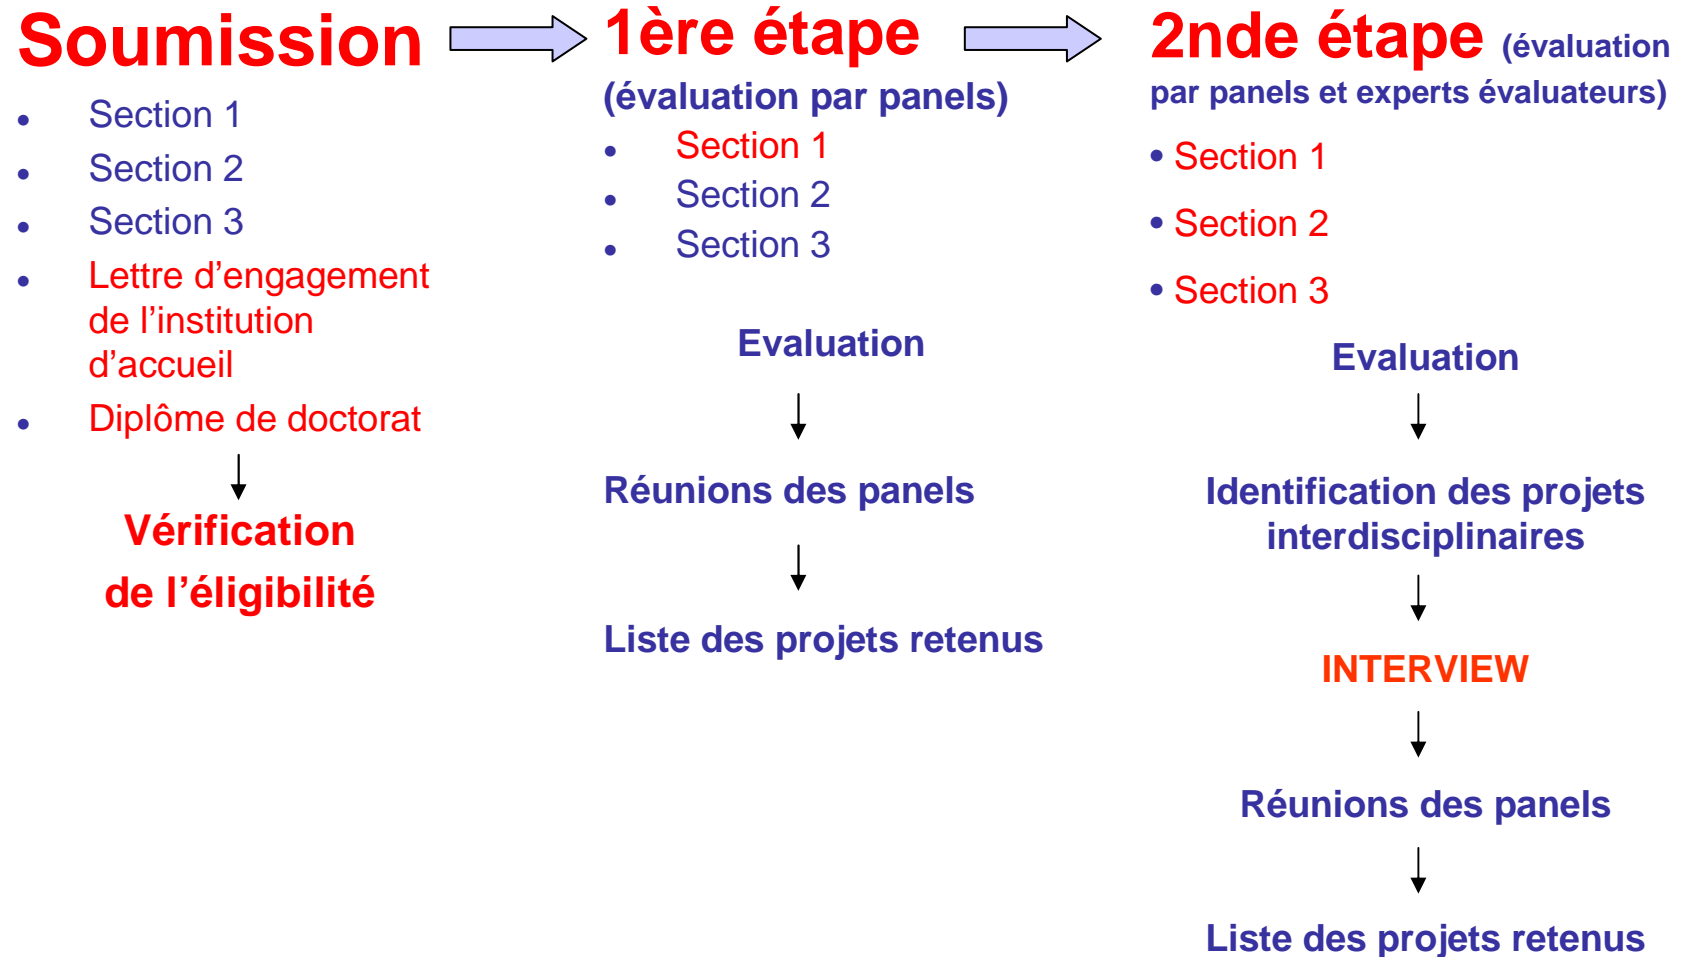 Soumission
• Section 1
• Section 2
• Section 3
• Lettre d’engagement
de l’institution
d’accueil
• Diplôme de doctorat
Vérification
de l’éligibilité
1ère étape
(évaluation par panels)
• Section 1
• Section 2
• Section 3
Evaluation
Réunions des panels
Liste des projets retenus
2nde étape (évaluation
par panels et experts évaluateurs)
• Section 1
• Section 2
• Section 3
Evaluation
Identification des projets
interdisciplinaires
INTERVIEW
Réunions des panels
Liste des projets retenus